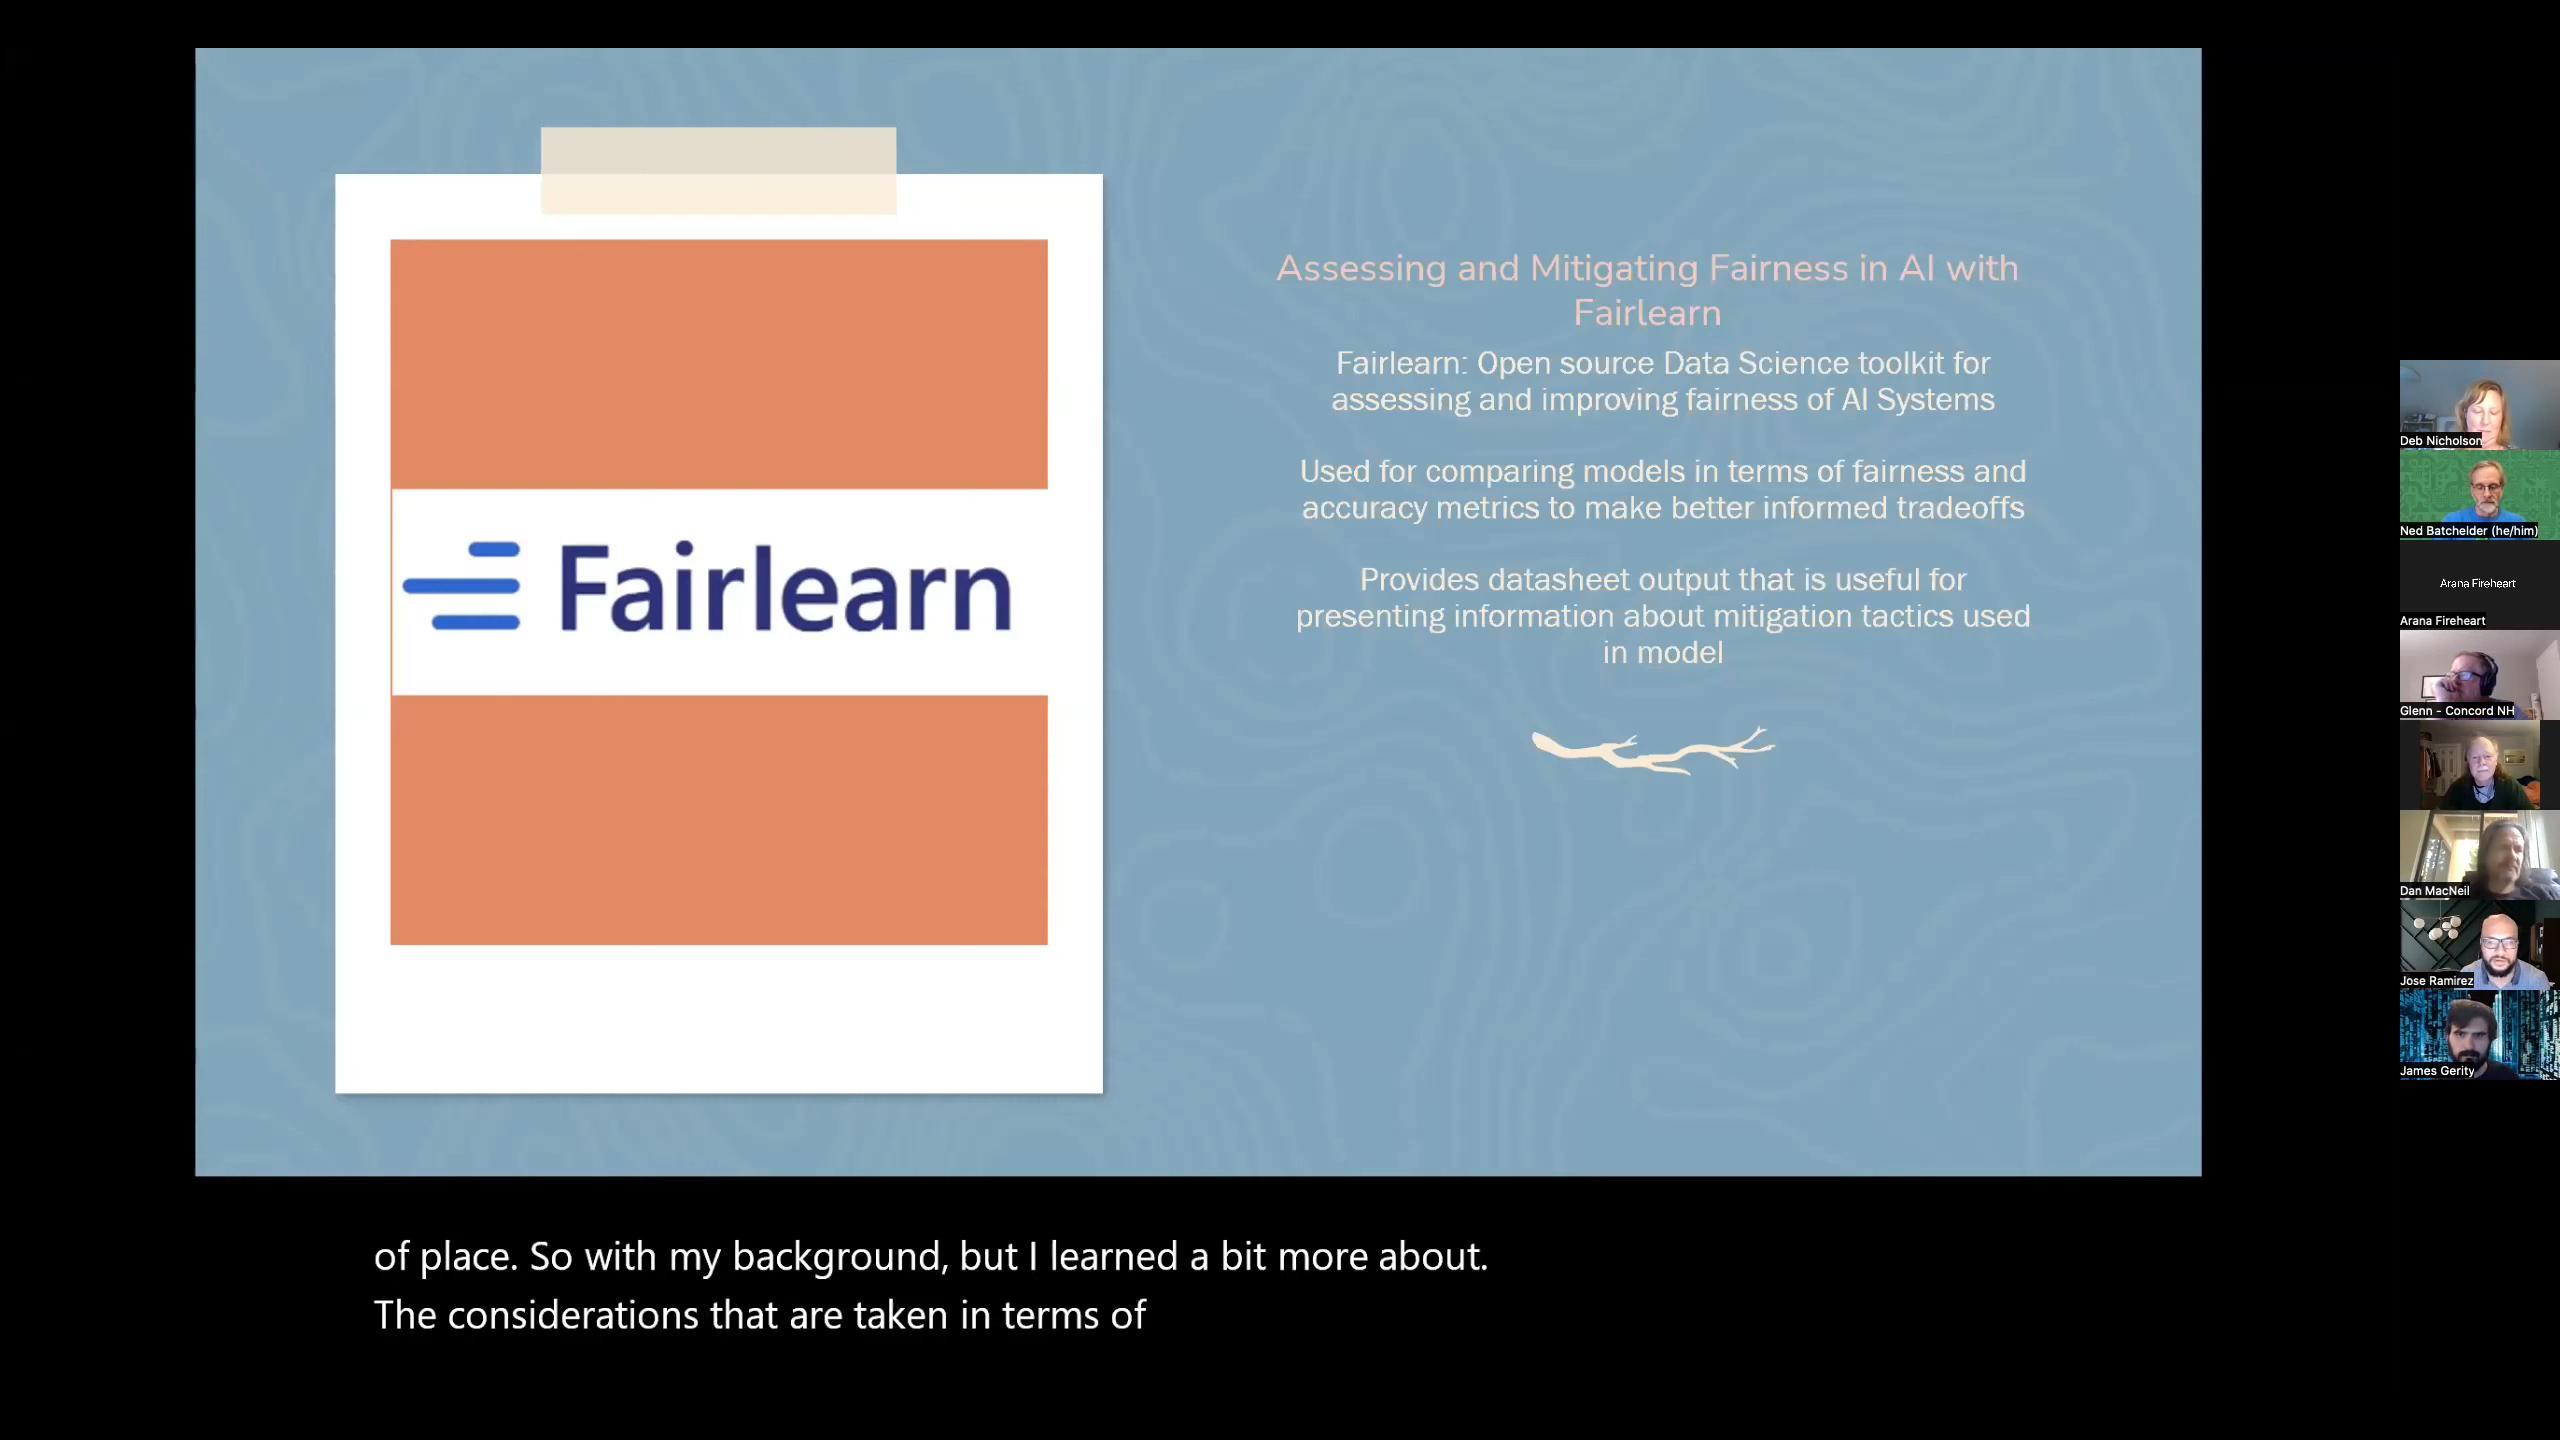 Fairlearn
Assessing and Mitigating Fairness in AI with
Fairlearn
Fairlearn: Open source Data Science toolkit for
assessing and improving fairness of AI Systems
Used for comparing models in terms of fairness and
accuracy metrics to make better informed tradeoffs
Provides datasheet output that is useful for
presenting information about mitigation tactics used
in model
Deb Nicholson
Ned Batchelder (he/him)
Arana Fireheart
Arana Fireheart
Glenn - Concord NH
Dan MacNeil
Jose Ramirez
James Gerity
of place. So with my background, but I learned a bit more about.
The considerations that are taken in terms of